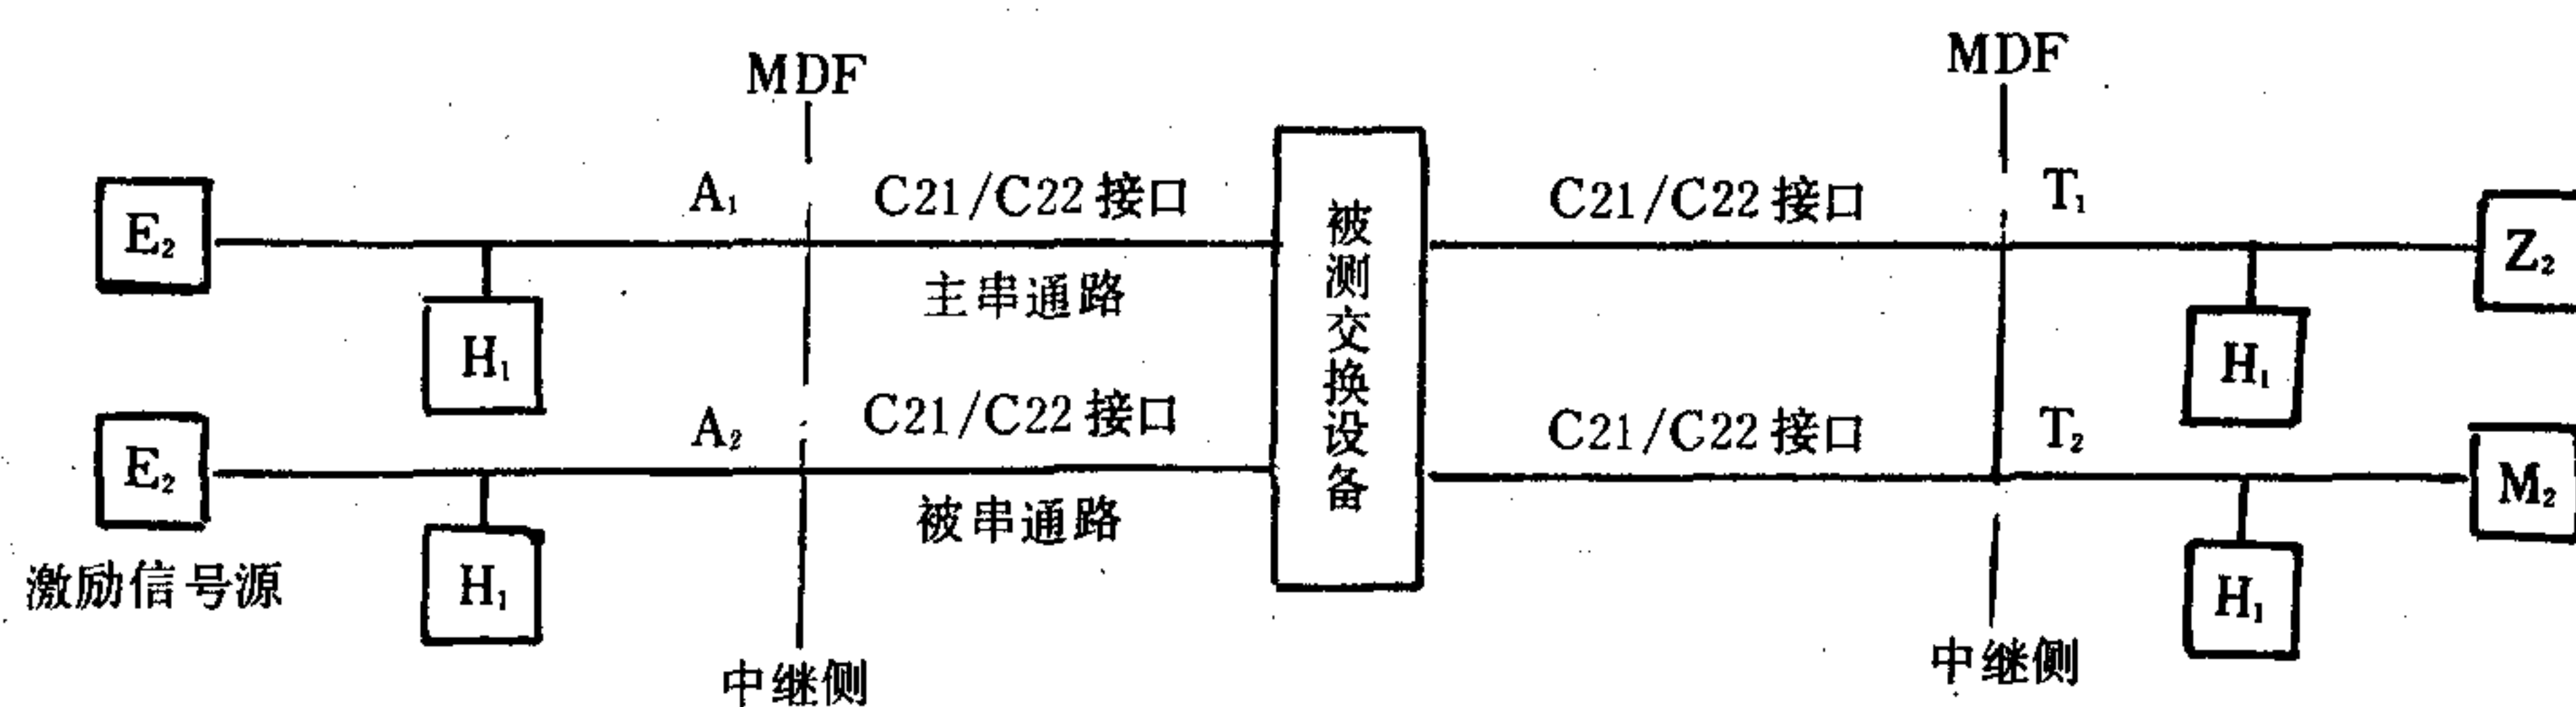 MDF
MDF
E₂
A₁
C21/C22 接口
C21/C22 接口
T₁
Z₂
主串通路
H₁
H₁
被测交换设备
E₂
A₂
C21/C22 接口
C21/C22 接口
T₂
M₂
被串通路
H₁
H₁
激励信号源
中继侧
中继侧